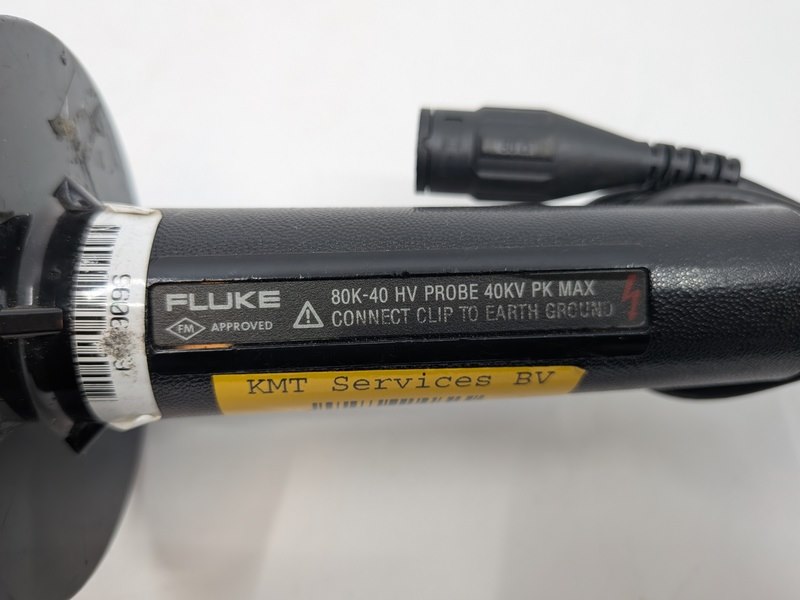 FLUKE
FM APPROVED
80K-40 HV PROBE 40KV PK MAX
CONNECT CLIP TO EARTH GROUND
KMT Services BV